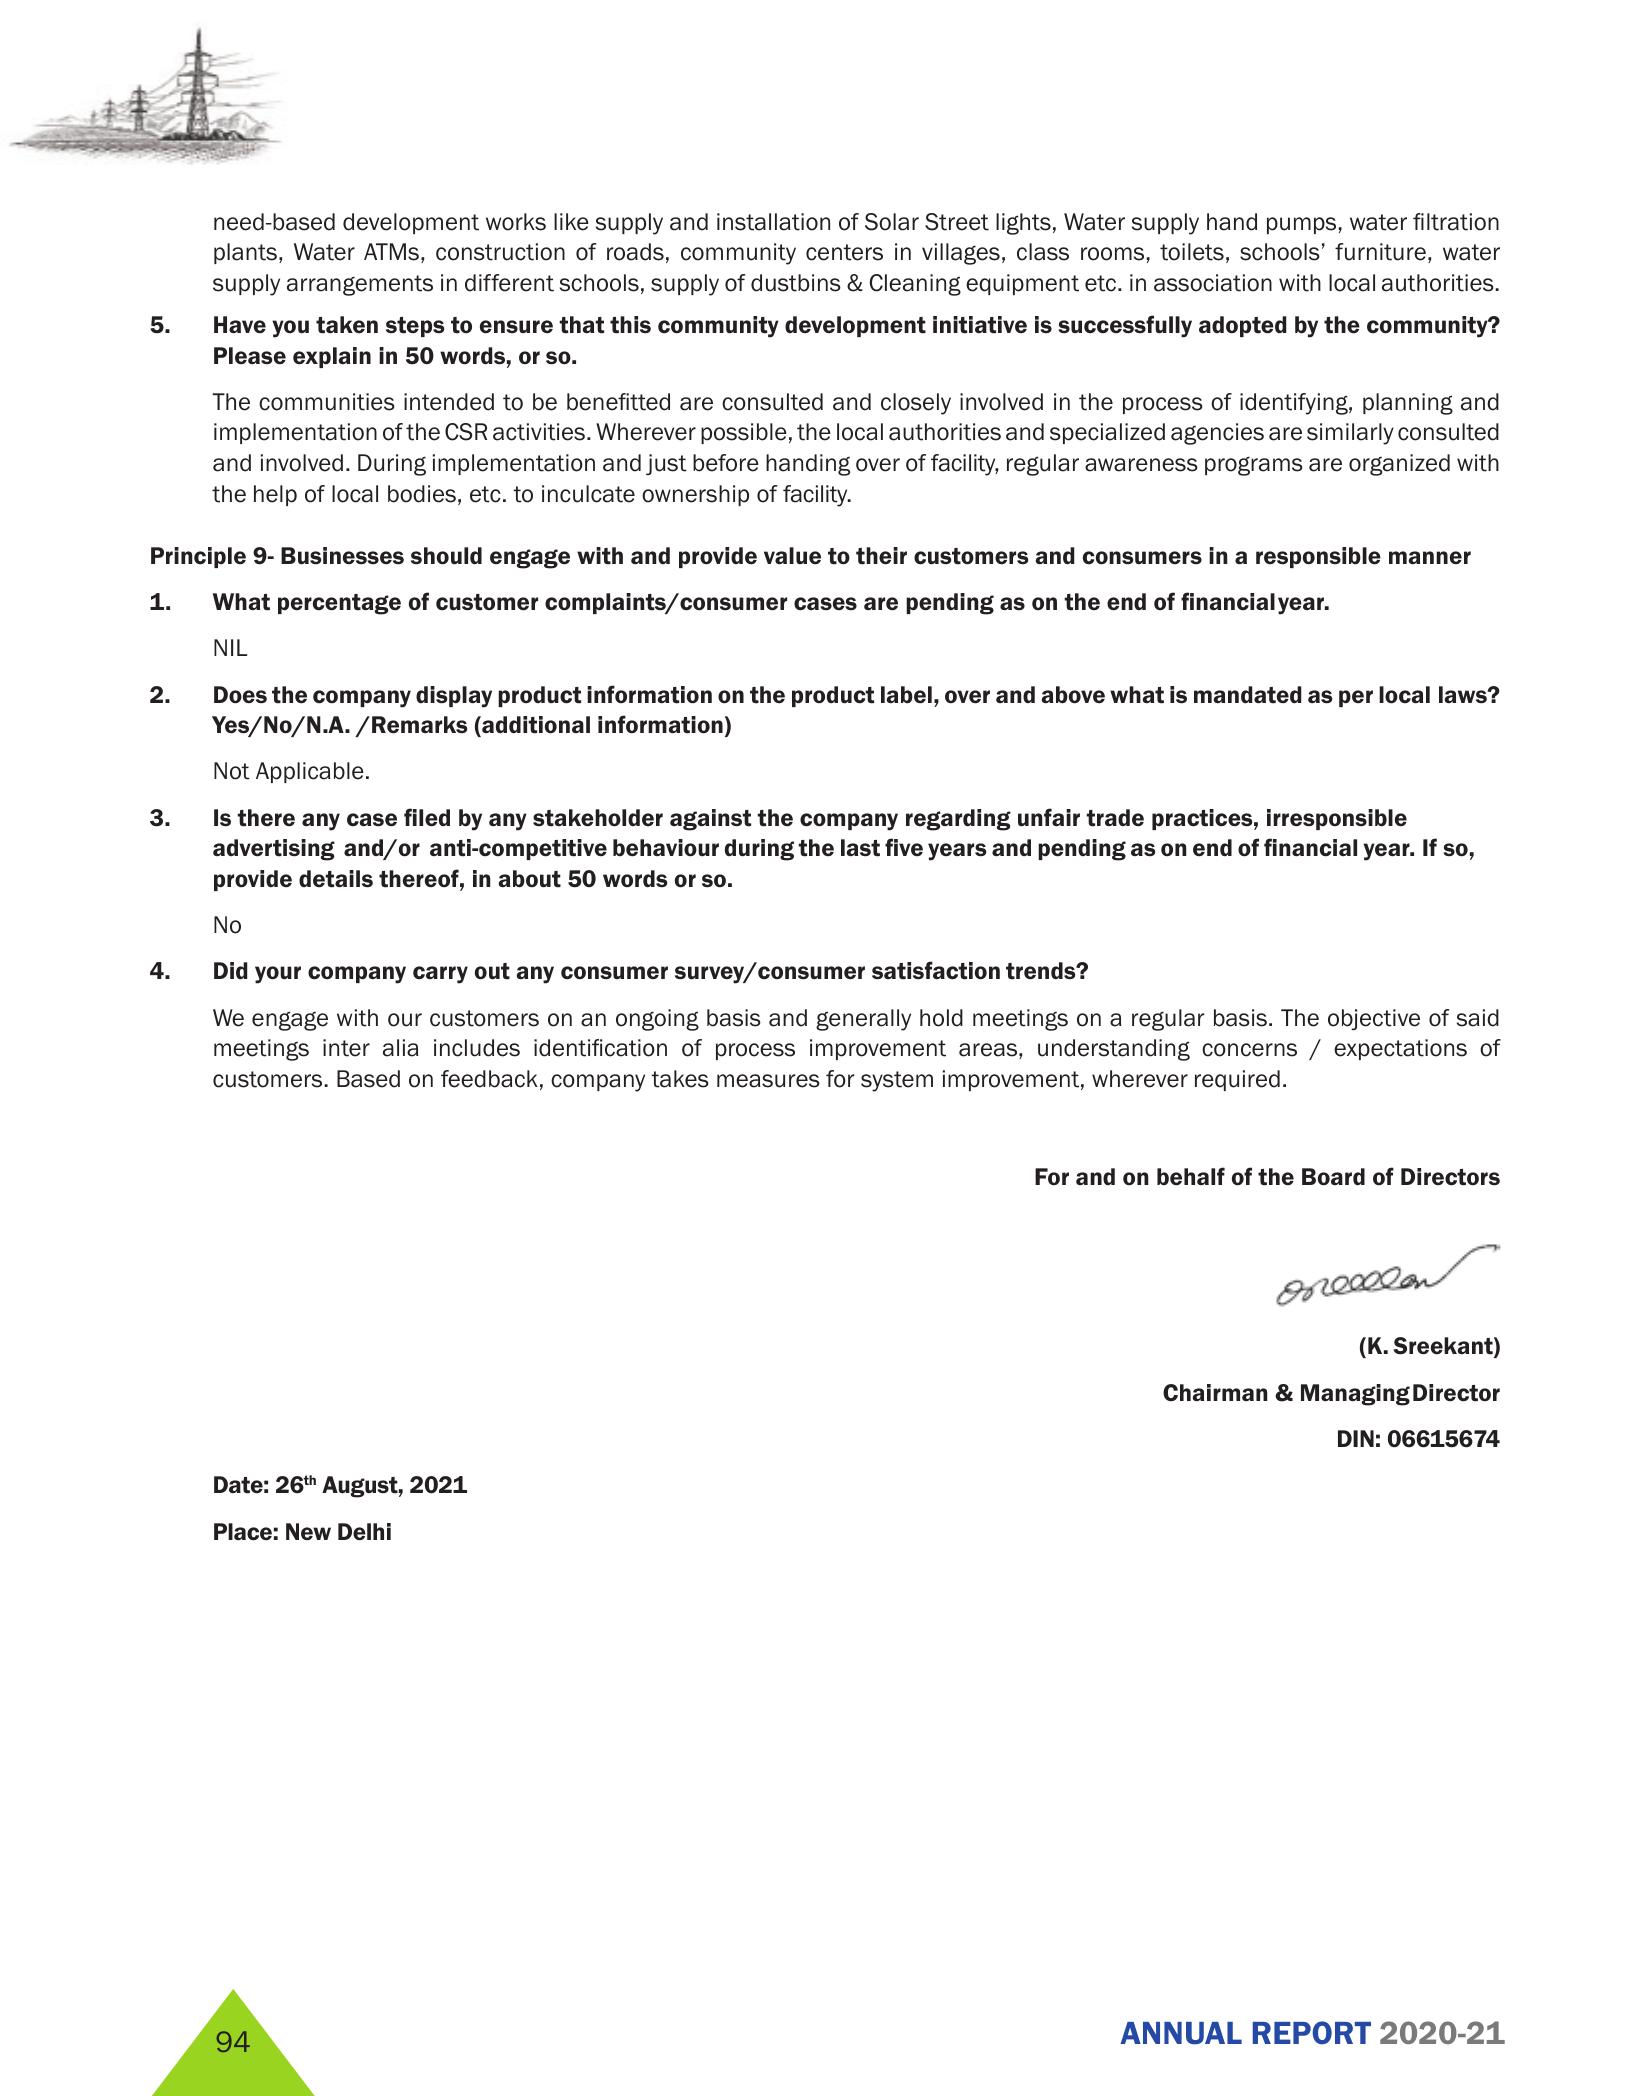 need-based development works like supply and installation of Solar Street lights, Water supply hand pumps, water filtration
plants, Water ATMs, construction of roads, community centers in villages, class rooms, toilets, schools’ furniture, water
supply arrangements in different schools, supply of dustbins & Cleaning equipment etc. in association with local authorities.
5. Have you taken steps to ensure that this community development initiative is successfully adopted by the community?
Please explain in 50 words, or so.
The communities intended to be benefitted are consulted and closely involved in the process of identifying, planning and
implementation of the CSR activities. Wherever possible, the local authorities and specialized agencies are similarly consulted
and involved. During implementation and just before handing over of facility, regular awareness programs are organized with
the help of local bodies, etc. to inculcate ownership of facility.
Principle 9- Businesses should engage with and provide value to their customers and consumers in a responsible manner
1. What percentage of customer complaints/consumer cases are pending as on the end of financial year.
NIL
2. Does the company display product information on the product label, over and above what is mandated as per local laws?
Yes/No/N.A. /Remarks (additional information)
Not Applicable.
3. Is there any case filed by any stakeholder against the company regarding unfair trade practices, irresponsible
advertising and/or anti-competitive behaviour during the last five years and pending as on end of financial year. If so,
provide details thereof, in about 50 words or so.
No
4. Did your company carry out any consumer survey/consumer satisfaction trends?
We engage with our customers on an ongoing basis and generally hold meetings on a regular basis. The objective of said
meetings inter alia includes identification of process improvement areas, understanding concerns / expectations of
customers. Based on feedback, company takes measures for system improvement, wherever required.
For and on behalf of the Board of Directors
(K. Sreekant)
Chairman & Managing Director
DIN: 06615674
Date: 26th August, 2021
Place: New Delhi
94
ANNUAL REPORT 2020-21